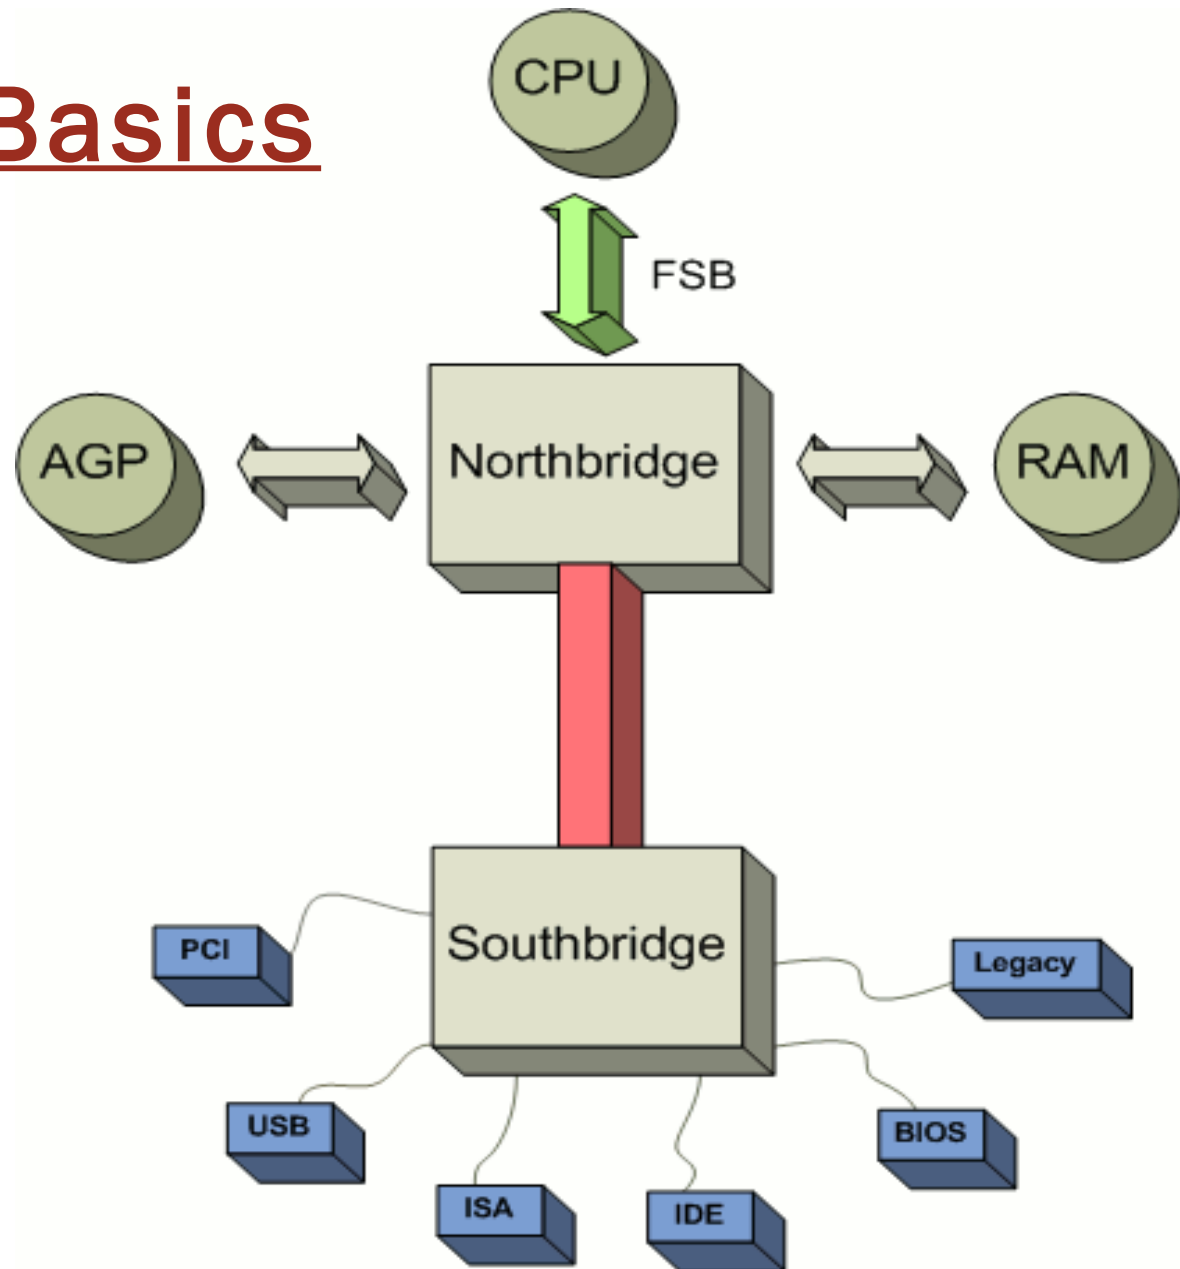 Basics
CPU
FSB
AGP
Northbridge
RAM
Southbridge
PCI
Legacy
USB
BIOS
ISA
IDE